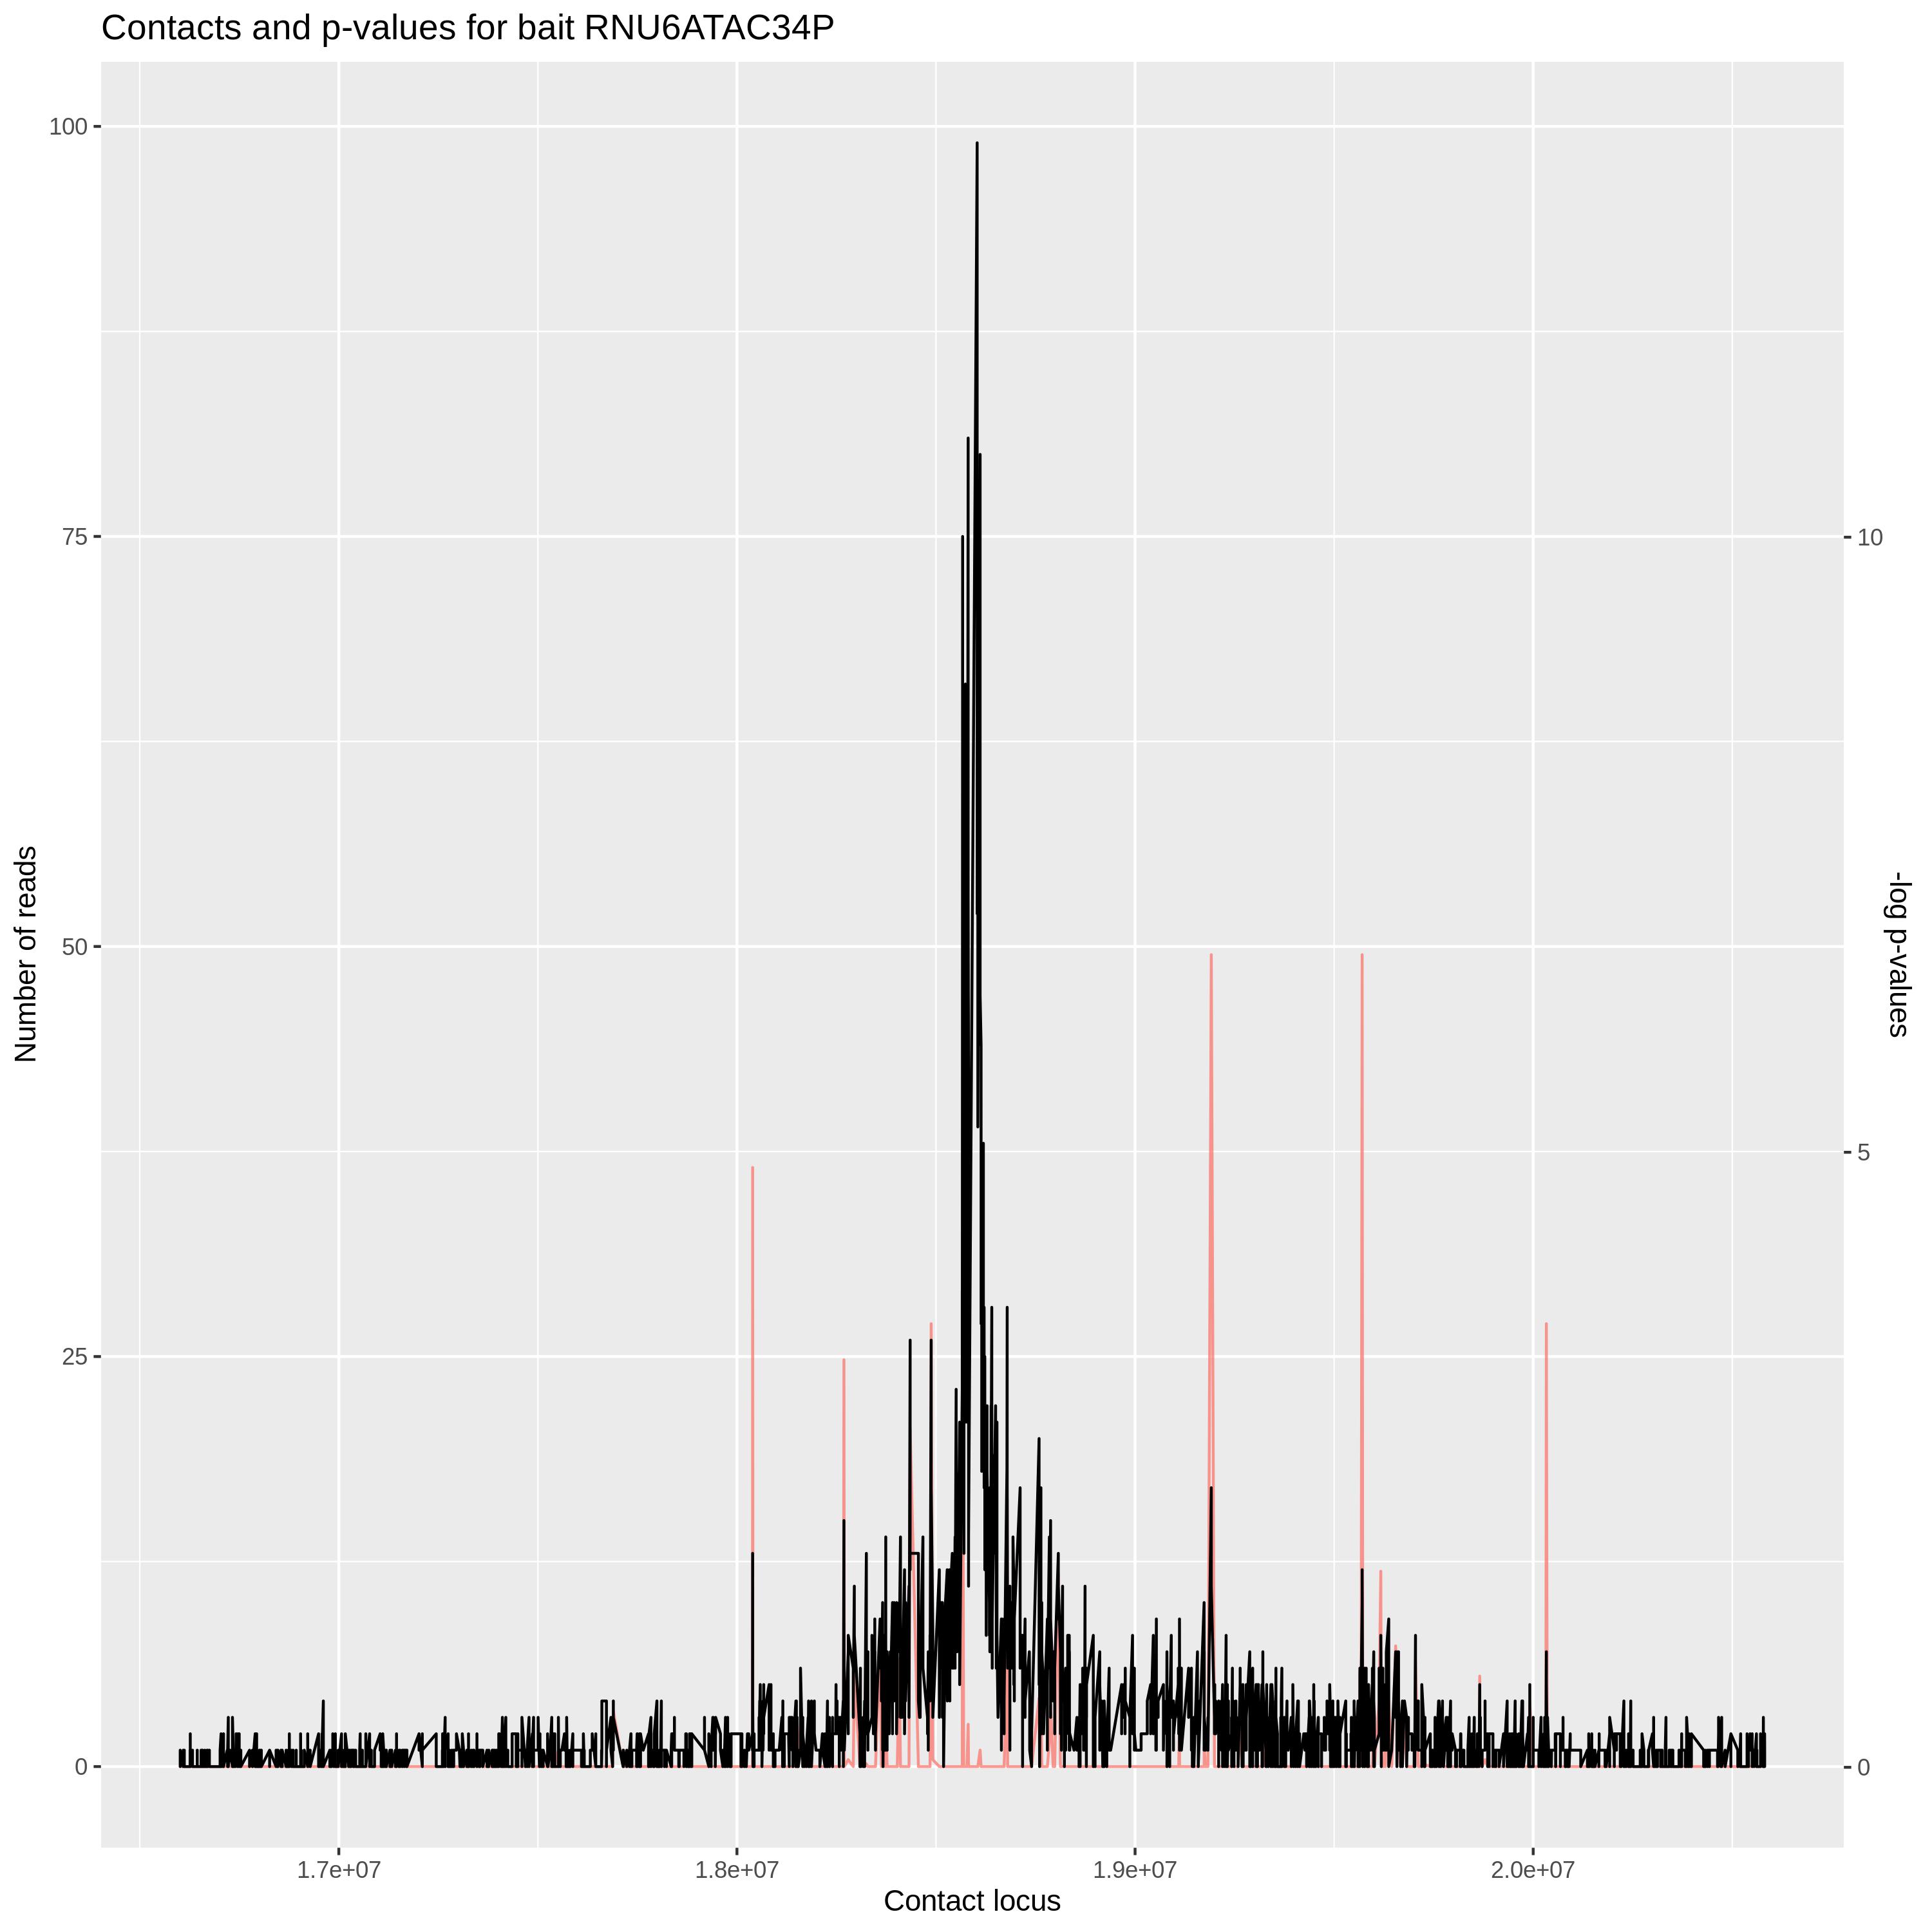 Contacts and p-values for bait RNU6ATAC34P
100
75
50
25
0
Number of reads
10
5
0
-log p-values
1.7e+07 1.8e+07 1.9e+07 2.0e+07
Contact locus